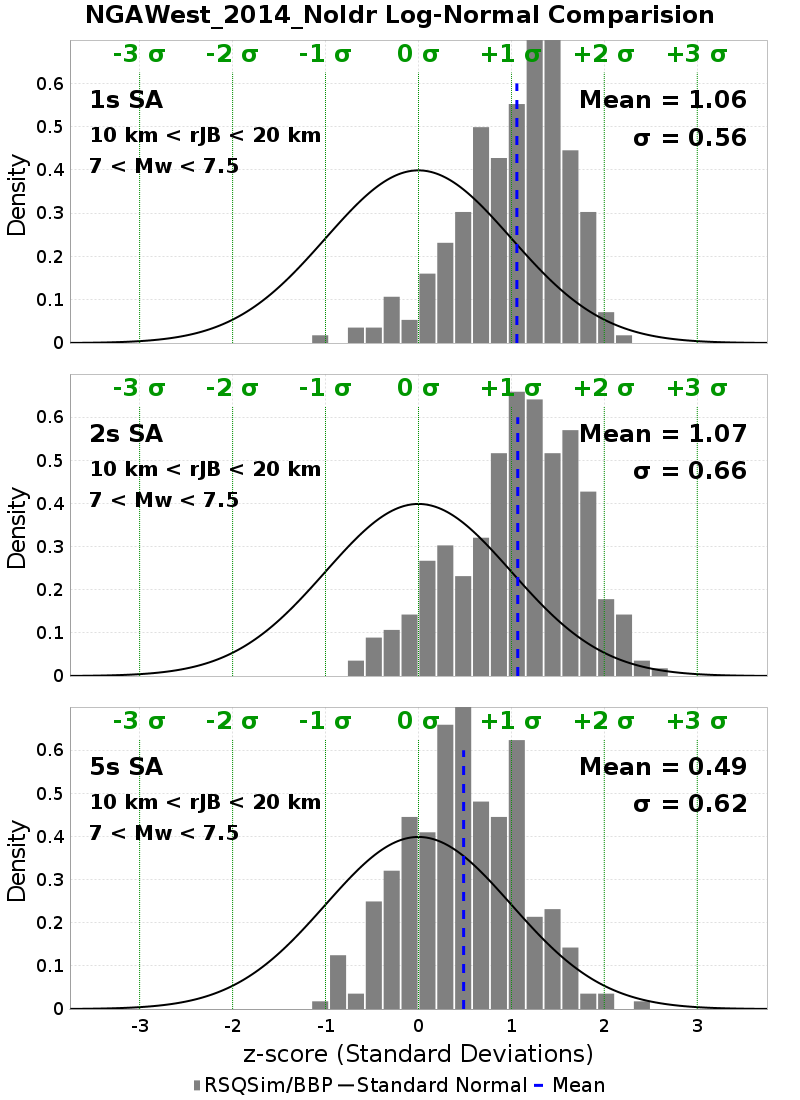 NGAWest_2014_NoIdr Log-Normal Comparision
-3 σ -2 σ -1 σ 0 σ +1 σ +2 σ +3 σ
1s SA
Mean = 1.06
10 km < rJB < 20 km
σ = 0.56
7 < Mw < 7.5
Density
0.6
0.5
0.4
0.3
0.2
0.1
0
-3 σ -2 σ -1 σ 0 σ +1 σ +2 σ +3 σ
2s SA
Mean = 1.07
10 km < rJB < 20 km
σ = 0.66
7 < Mw < 7.5
Density
0.6
0.5
0.4
0.3
0.2
0.1
0
-3 σ -2 σ -1 σ 0 σ +1 σ +2 σ +3 σ
5s SA
Mean = 0.49
10 km < rJB < 20 km
σ = 0.62
7 < Mw < 7.5
Density
0.6
0.5
0.4
0.3
0.2
0.1
0
-3 -2 -1 0 1 2 3
z-score (Standard Deviations)
RSQSim/BBP Standard Normal Mean